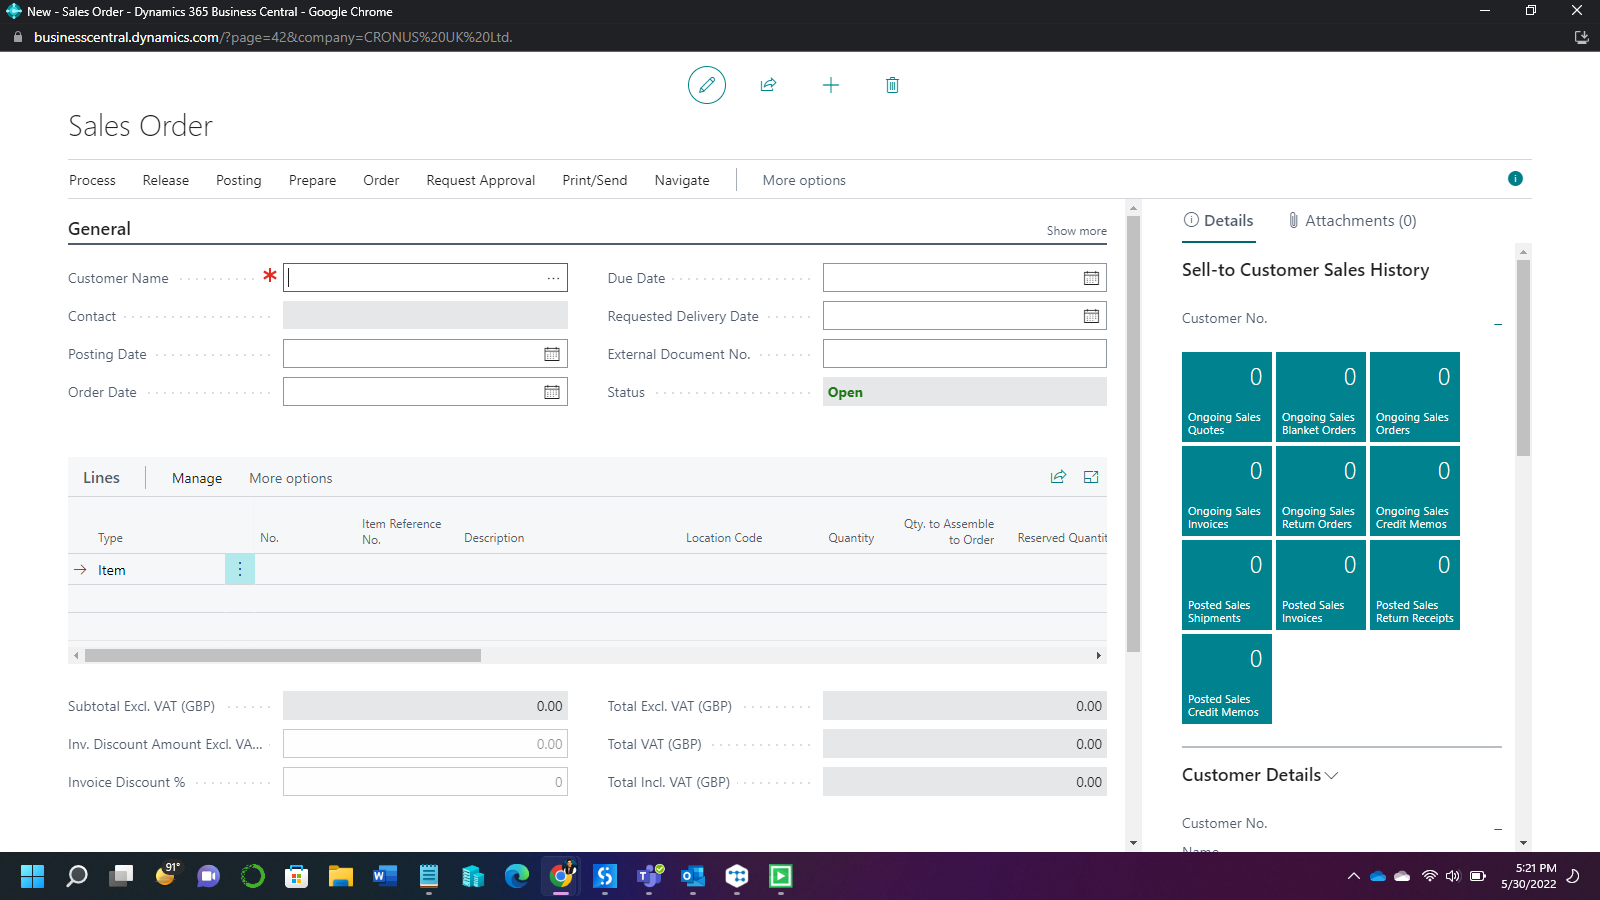 New - Sales Order - Dynamics 365 Business Central - Google Chrome
businesscentral.dynamics.com/?page=42&company=CRONUS%20UK%20Ltd.
Sales Order
Process Release Posting Prepare Order Request Approval Print/Send Navigate More options
General Show more
Customer Name * ...
Contact
Posting Date
Order Date
Due Date
Requested Delivery Date
External Document No.
Status Open
Lines Manage More options
Type No. Item Reference No. Description Location Code Quantity Qty. to Assemble to Order Reserved Quantit
Item
Subtotal Excl. VAT (GBP) 0.00
Inv. Discount Amount Excl. VA... 0.00
Invoice Discount % 0
Total Excl. VAT (GBP) 0.00
Total VAT (GBP) 0.00
Total Incl. VAT (GBP) 0.00
Details Attachments (0)
Sell-to Customer Sales History
Customer No. _
0 Ongoing Sales Quotes
0 Ongoing Sales Blanket Orders
0 Ongoing Sales Orders
0 Ongoing Sales Invoices
0 Ongoing Sales Return Orders
0 Ongoing Sales Credit Memos
0 Posted Sales Shipments
0 Posted Sales Invoices
0 Posted Sales Return Receipts
0 Posted Sales Credit Memos
Customer Details
Customer No. _
Name
91°
5:21 PM
5/30/2022